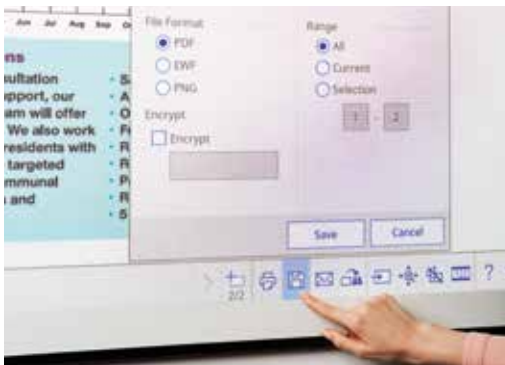 Jun Jul Aug Sep
ns
sultation
upport, our
am will offer
We also work
residents with
targeted
mmunal
and
• S
• A
• O
• F
• R
• R
• P
• R
• S
File Format
PDF
EWF
PNG
Encrypt
Encrypt
Range
All
Current
Selection
1 - 2
Save Cancel
2/2
?